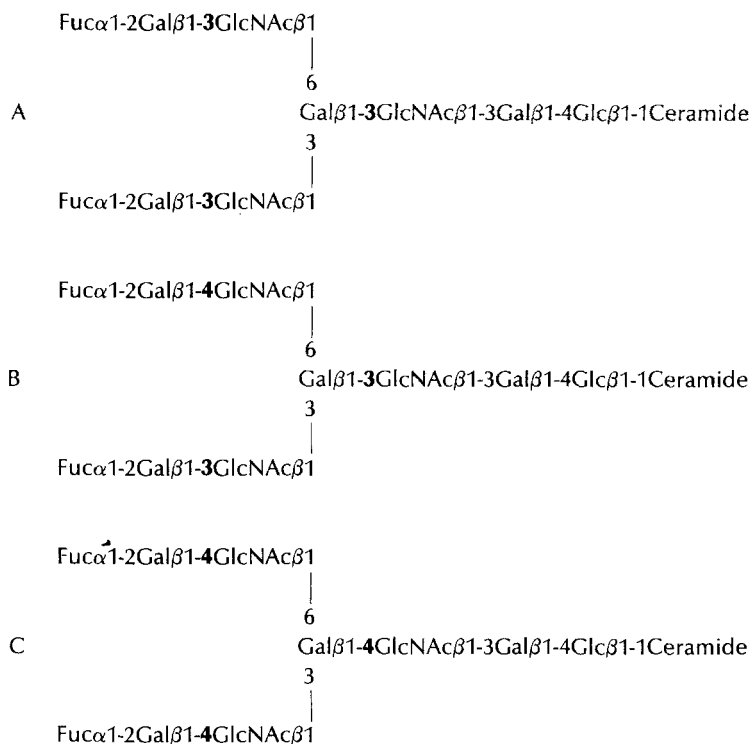 Fucα1-2Galβ1-3GlcNAcβ1
6
A Galβ1-3GlcNAcβ1-3Galβ1-4Glcβ1-1Ceramide
3
Fucα1-2Galβ1-3GlcNAcβ1
Fucα1-2Galβ1-4GlcNAcβ1
6
B Galβ1-3GlcNAcβ1-3Galβ1-4Glcβ1-1Ceramide
3
Fucα1-2Galβ1-3GlcNAcβ1
Fucα1-2Galβ1-4GlcNAcβ1
6
C Galβ1-4GlcNAcβ1-3Galβ1-4Glcβ1-1Ceramide
3
Fucα1-2Galβ1-4GlcNAcβ1